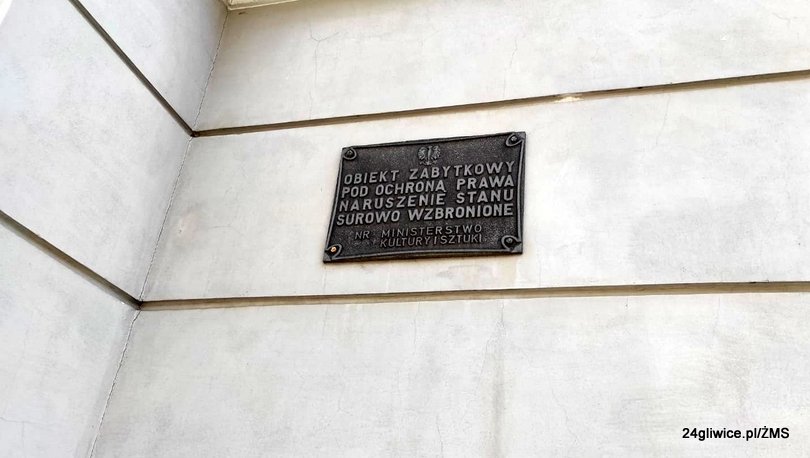 OBIEKT ZABYTKOWY
POD OCHRONĄ PRAWA
NARUSZENIE STANU
SUROWO WZBRONIONE
NR MINISTERSTWO
KULTURY I SZTUKI
24gliwice.pl/ŻMS